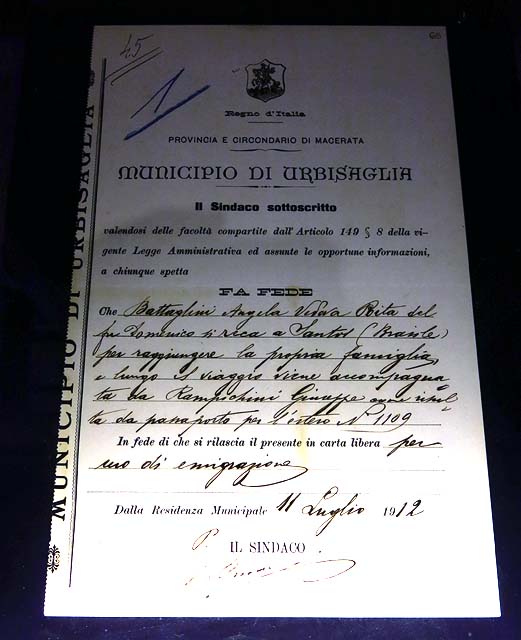 45
68
1
Regno d'Italia
PROVINCIA E CIRCONDARIO DI MACERATA
MUNICIPIO DI URBISAGLIA
Il Sindaco sottoscritto
valendosi delle facoltà compartite dall'Articolo 149 § 8 della vi-
gente Legge Amministrativa ed assunte le opportune informazioni,
a chiunque spetta
FA FEDE
Che Battaglini Angela Vedova Rita del
fu Domenico si reca a Santos (Brasile)
per raggiungere la propria famiglia
e lungo il viaggio viene accompagna
ta da Rampichini Giuseppe come risul
ta da passaporto per l'estero N° 1109
In fede di che si rilascia il presente in carta libera per
uso di emigrazione
Dalla Residenza Municipale 11 Luglio 1912
P. IL SINDACO
MUNICIPIO DI URBISAGLIA